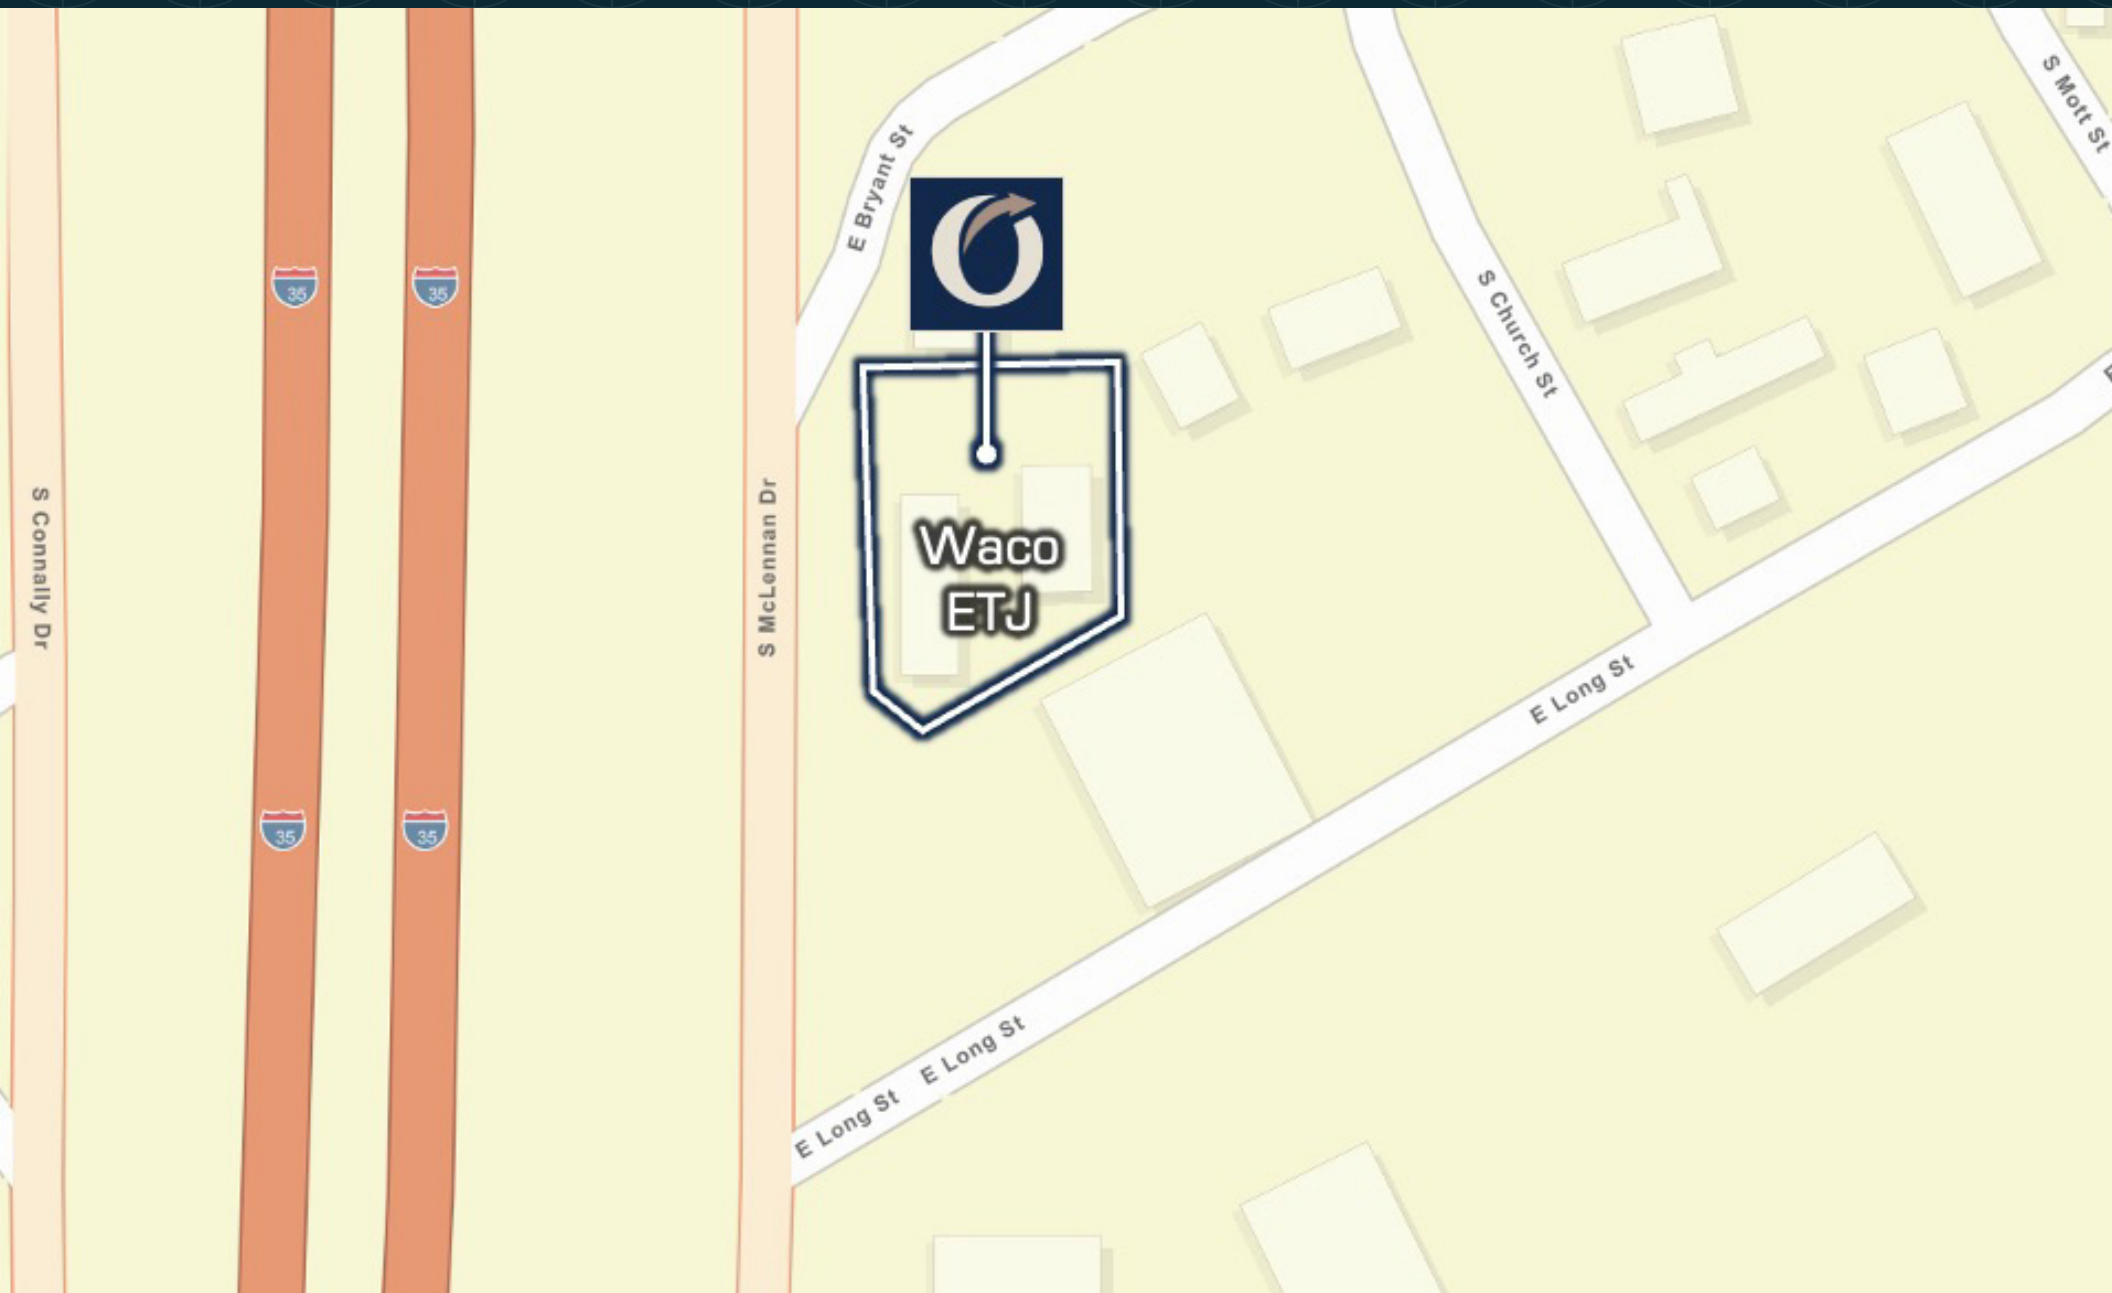 S Mott St
E Bryant St
35
35
S Church St
S Connally Dr
S McLennan Dr
Waco
ETJ
E Long St
35
35
E Long St
E Long St